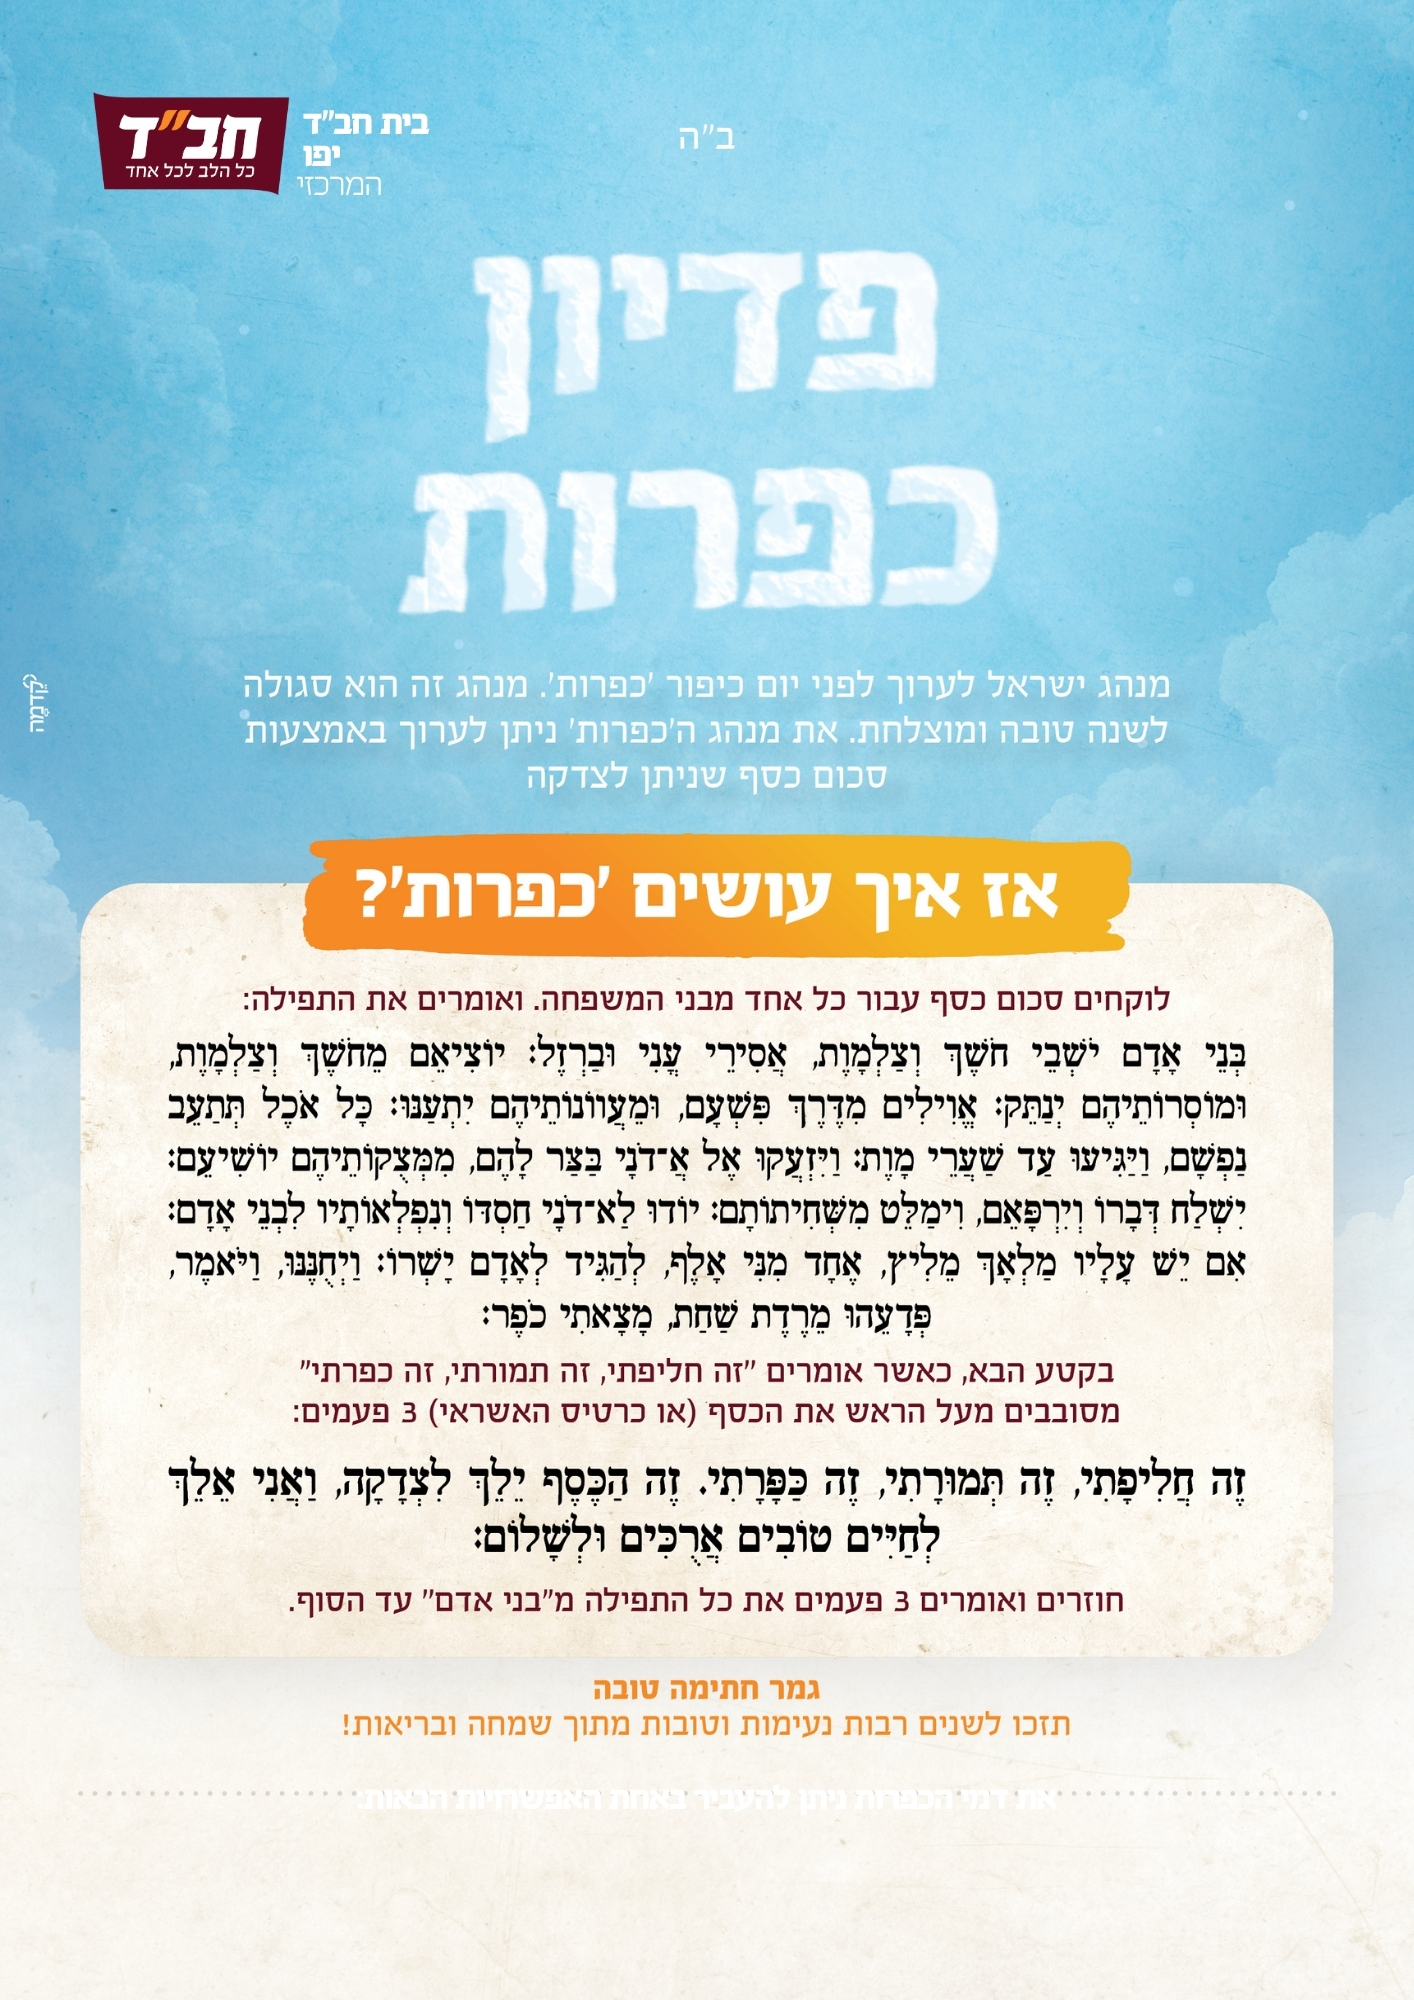 ב"ה
בית חב"ד
יפו
המרכזי
חב"ד
כל הלב לכל אחד
פדיון
כפרות
מנהג ישראל לערוך לפני יום כיפור 'כפרות'. מנהג זה הוא סגולה
לשנה טובה ומוצלחת. את מנהג ה'כפרות' ניתן לערוך באמצעות
סכום כסף שניתן לצדקה
קדמה
אז איך עושים 'כפרות'?
לוקחים סכום כסף עבור כל אחד מבני המשפחה. ואומרים את התפילה:
בְּנֵי אָדָם יֹשְׁבֵי חֹשֶׁךְ וְצַלְמָוֶת, אֲסִירֵי עֳנִי וּבַרְזֶל: יוֹצִיאֵם מֵחֹשֶׁךְ וְצַלְמָוֶת,
וּמוֹסְרוֹתֵיהֶם יְנַתֵּק: אֱוִילִים מִדֶּרֶךְ פִּשְׁעָם, וּמֵעֲווֹנוֹתֵיהֶם יִתְעַנּוּ: כָּל אֹכֶל תְּתַעֵב
נַפְשָׁם, וַיַּגִּיעוּ עַד שַׁעֲרֵי מָוֶת: וַיִּזְעֲקוּ אֶל אֲ־דֹנָי בַּצַּר לָהֶם, מִמְּצֻקוֹתֵיהֶם יוֹשִׁיעֵם:
יִשְׁלַח דְּבָרוֹ וְיִרְפָּאֵם, וִימַלֵּט מִשְּׁחִיתוֹתָם: יוֹדוּ לַא־דֹנָי חַסְדּוֹ וְנִפְלְאוֹתָיו לִבְנֵי אָדָם:
אִם יֵשׁ עָלָיו מַלְאָךְ מֵלִיץ, אֶחָד מִנִּי אָלֶף, לְהַגִּיד לְאָדָם יָשְׁרוֹ: וַיְחֻנֶּנּוּ, וַיֹּאמֶר,
פְּדָעֵהוּ מֵרֶדֶת שַׁחַת, מָצָאתִי כֹפֶר:
בקטע הבא, כאשר אומרים "זה חליפתי, זה תמורתי, זה כפרתי"
מסובבים מעל הראש את הכסף (או כרטיס האשראי) 3 פעמים:
זֶה חֲלִיפָתִי, זֶה תְּמוּרָתִי, זֶה כַּפָּרָתִי. זֶה הַכֶּסֶף יֵלֵךְ לִצְדָקָה, וַאֲנִי אֵלֵךְ
לְחַיִּים טוֹבִים אֲרֻכִּים וּלְשָׁלוֹם:
חוזרים ואומרים 3 פעמים את כל התפילה מ"בני אדם" עד הסוף.
גמר חתימה טובה
תזכו לשנים רבות נעימות וטובות מתוך שמחה ובריאות!
את דמי הכפרות ניתן להעביר באחת האפשרויות הבאות: